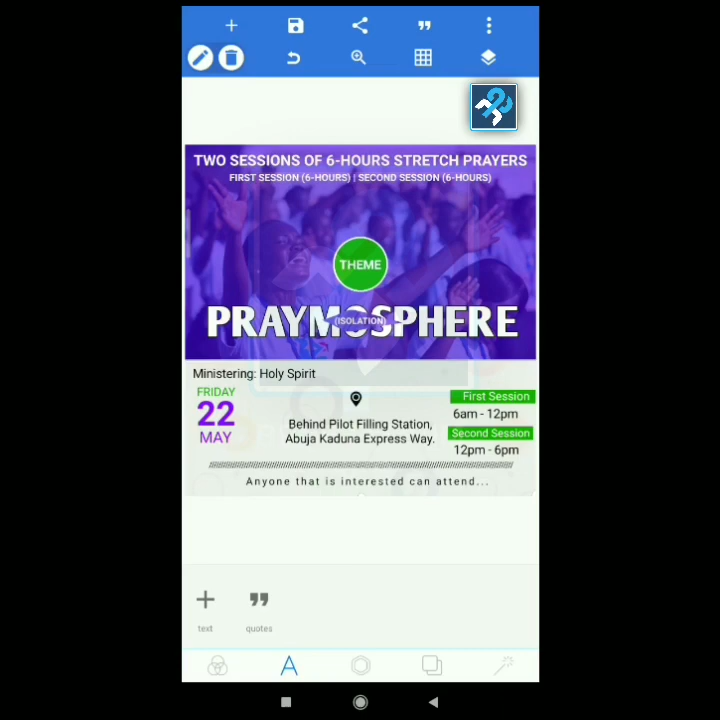 TWO SESSIONS OF 6-HOURS STRETCH PRAYERS
FIRST SESSION (6-HOURS) | SECOND SESSION (6-HOURS)
THEME
PRAYMOSPHERE
(ISOLATION)
Ministering: Holy Spirit
FRIDAY
22
MAY
Behind Pilot Filling Station,
Abuja Kaduna Express Way.
First Session
6am - 12pm
Second Session
12pm - 6pm
Anyone that is interested can attend...
text
quotes